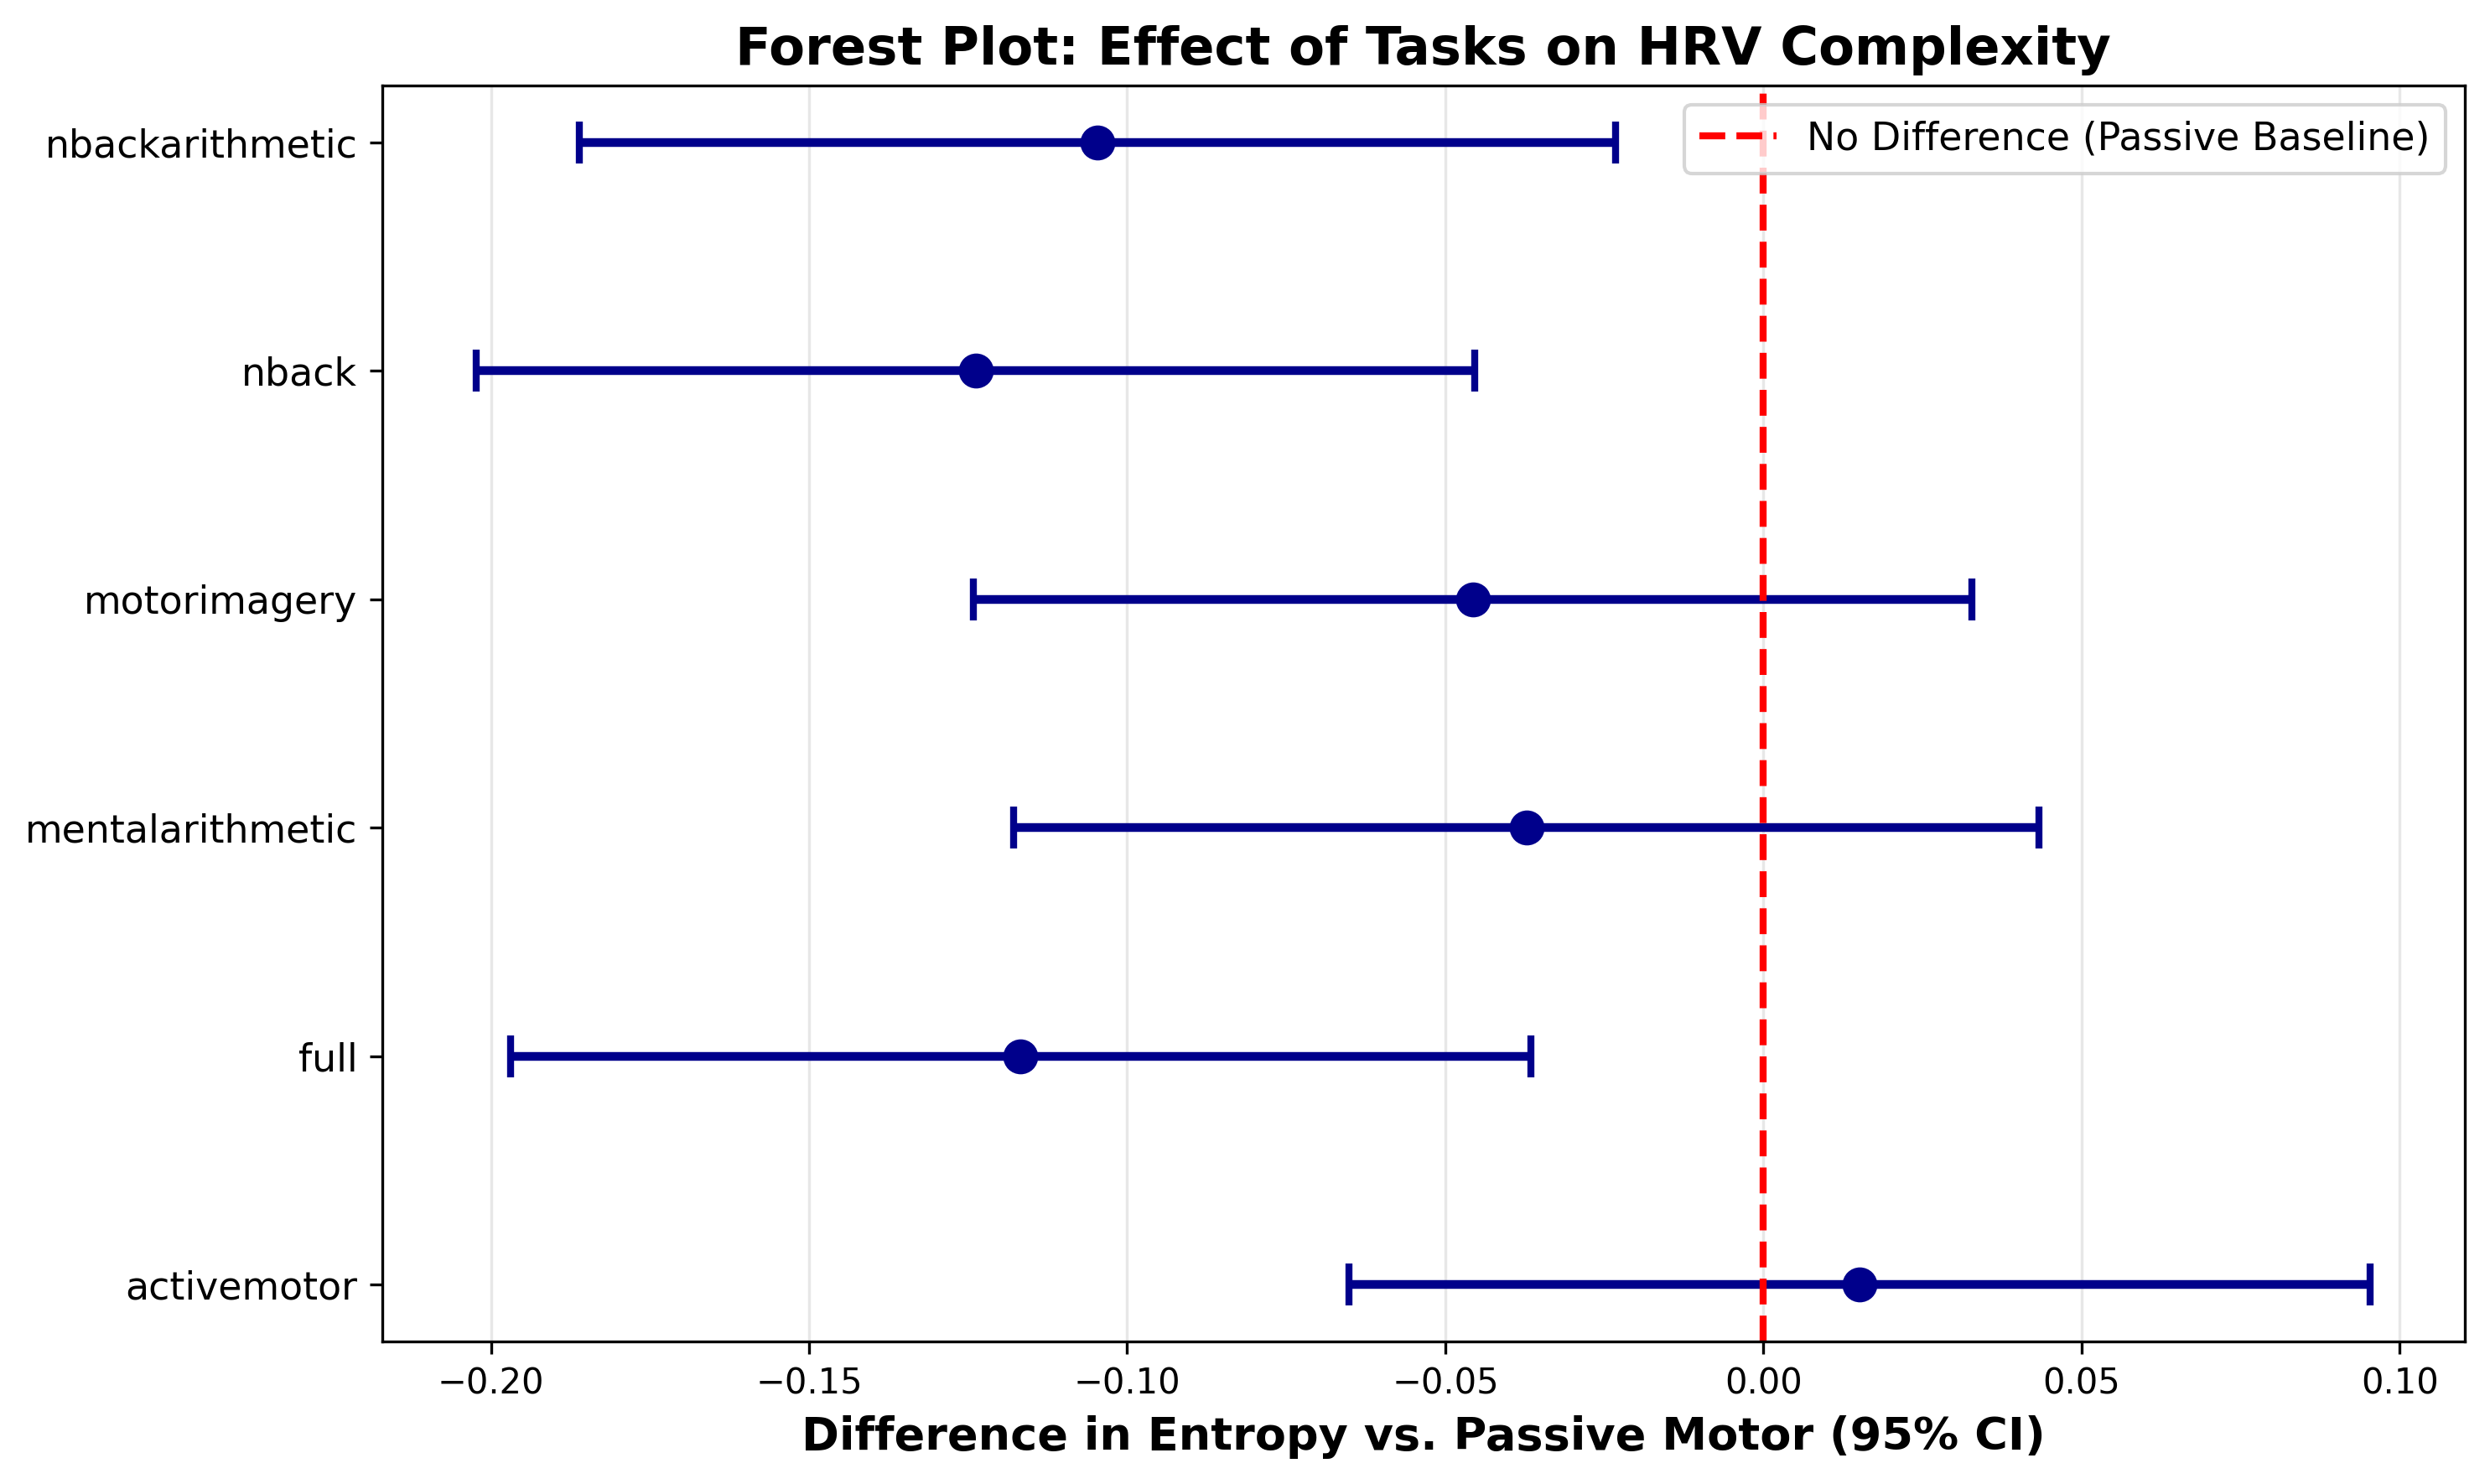 Forest Plot: Effect of Tasks on HRV Complexity
No Difference (Passive Baseline)
nbackarithmetic
nback
motorimagery
mentalarithmetic
full
activemotor
−0.20 −0.15 −0.10 −0.05 0.00 0.05 0.10
Difference in Entropy vs. Passive Motor (95% CI)